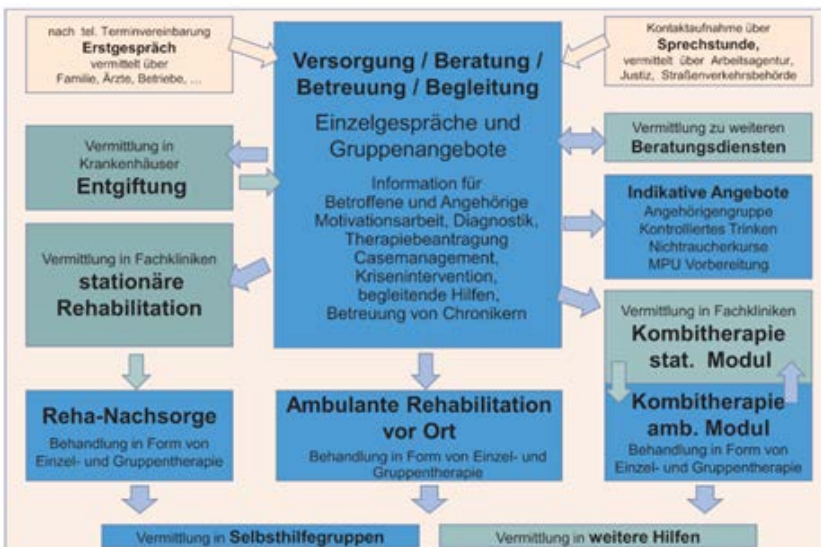 nach tel. Terminvereinbarung
Erstgespräch
vermittelt über
Familie, Ärzte, Betriebe, ...
Versorgung / Beratung /
Betreuung / Begleitung
Einzelgespräche und
Gruppenangebote
Information für
Betroffene und Angehörige
Motivationsarbeit, Diagnostik,
Therapiebeantragung
Casemanagement,
Krisenintervention,
begleitende Hilfen,
Betreuung von Chronikern
Kontaktaufnahme über
Sprechstunde,
vermittelt über Arbeitsagentur,
Justiz, Straßenverkehrsbehörde
Vermittlung in
Krankenhäuser
Entgiftung
Vermittlung zu weiteren
Beratungsdiensten
Indikative Angebote
Angehörigengruppe
Kontrolliertes Trinken
Nichtraucherkurse
MPU Vorbereitung
Vermittlung in Fachkliniken
stationäre
Rehabilitation
Vermittlung in Fachkliniken
Kombitherapie
stat. Modul
Reha-Nachsorge
Behandlung in Form von
Einzel- und Gruppentherapie
Ambulante Rehabilitation
vor Ort
Behandlung in Form von Einzel- und
Gruppentherapie
Kombitherapie
amb. Modul
Behandlung in Form von
Einzel- und Gruppentherapie
Vermittlung in Selbsthilfegruppen
Vermittlung in weitere Hilfen